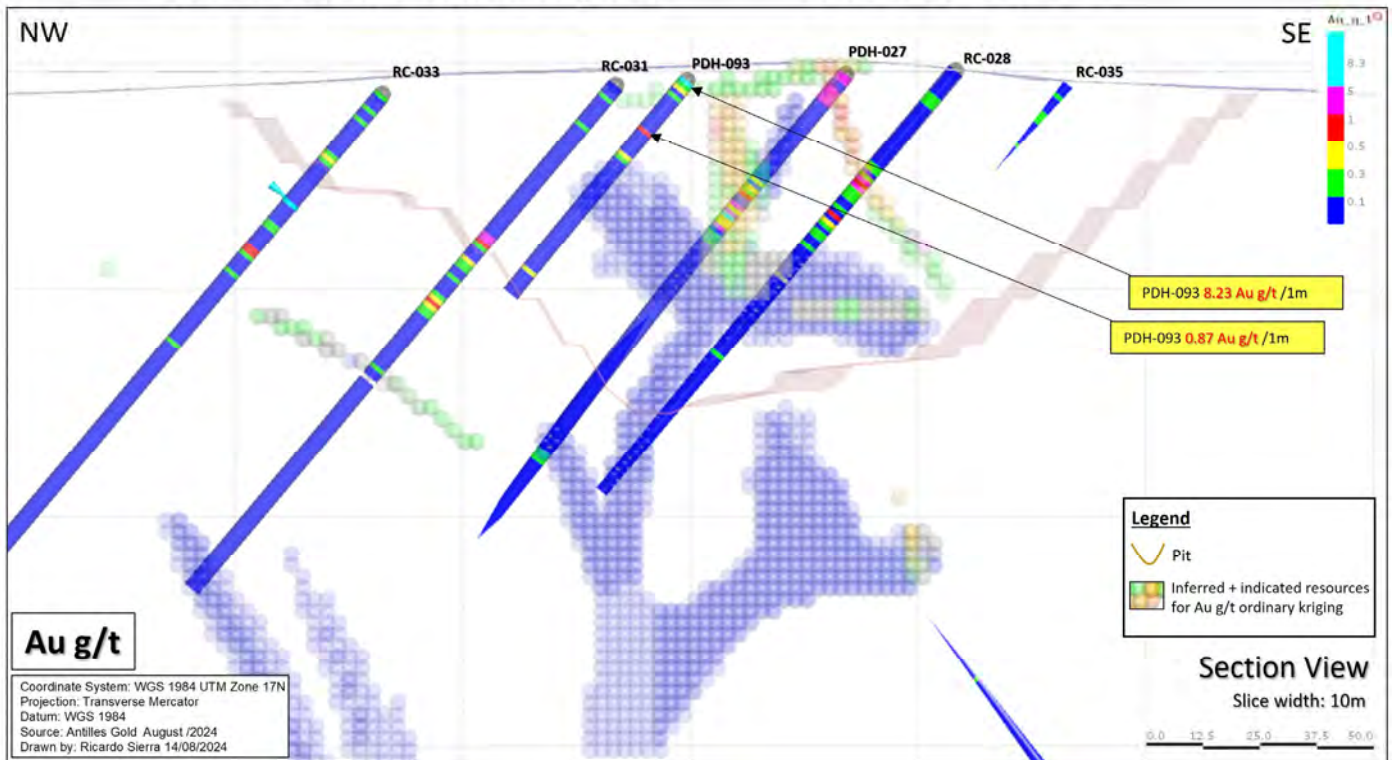 NW
SE
RC-033
RC-031
PDH-093
PDH-027
RC-028
RC-035
8.3
5
1
0.5
0.3
0.1
PDH-093 8.23 Au g/t /1m
PDH-093 0.87 Au g/t /1m
Legend
Pit
Inferred + indicated resources
for Au g/t ordinary kriging
Au g/t
Coordinate System: WGS 1984 UTM Zone 17N
Projection: Transverse Mercator
Datum: WGS 1984
Source: Antilles Gold August /2024
Drawn by: Ricardo Sierra 14/08/2024
Section View
Slice width: 10m
0.0 12.5 25.0 37.5 50.0